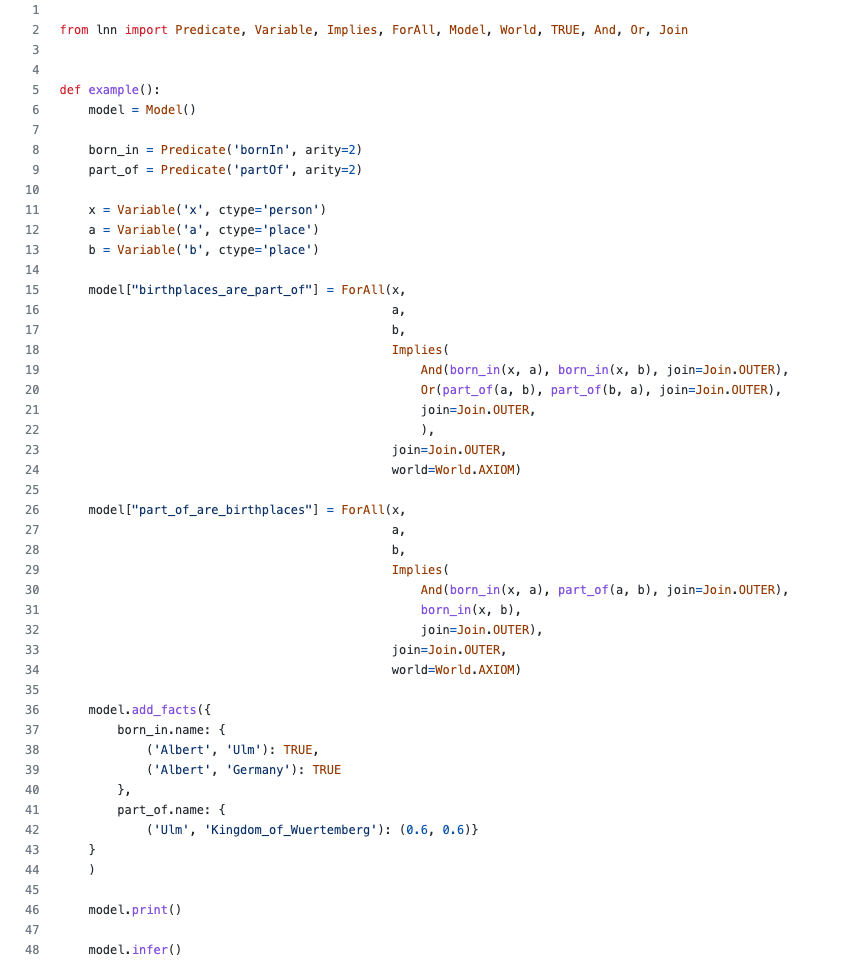 1
2 from lnn import Predicate, Variable, Implies, ForAll, Model, World, TRUE, And, Or, Join
3
4
5 def example():
6     model = Model()
7
8     born_in = Predicate('bornIn', arity=2)
9     part_of = Predicate('partOf', arity=2)
10
11     x = Variable('x', ctype='person')
12     a = Variable('a', ctype='place')
13     b = Variable('b', ctype='place')
14
15     model["birthplaces_are_part_of"] = ForAll(x,
16                                               a,
17                                               b,
18                                               Implies(
19                                                   And(born_in(x, a), born_in(x, b), join=Join.OUTER),
20                                                   Or(part_of(a, b), part_of(b, a), join=Join.OUTER),
21                                                   join=Join.OUTER,
22                                                   ),
23                                               join=Join.OUTER,
24                                               world=World.AXIOM)
25
26     model["part_of_are_birthplaces"] = ForAll(x,
27                                               a,
28                                               b,
29                                               Implies(
30                                                   And(born_in(x, a), part_of(a, b), join=Join.OUTER),
31                                                   born_in(x, b),
32                                                   join=Join.OUTER),
33                                               join=Join.OUTER,
34                                               world=World.AXIOM)
35
36     model.add_facts({
37         born_in.name: {
38             ('Albert', 'Ulm'): TRUE,
39             ('Albert', 'Germany'): TRUE
40         },
41         part_of.name: {
42             ('Ulm', 'Kingdom_of_Wuertemberg'): (0.6, 0.6)}
43     }
44     )
45
46     model.print()
47
48     model.infer()